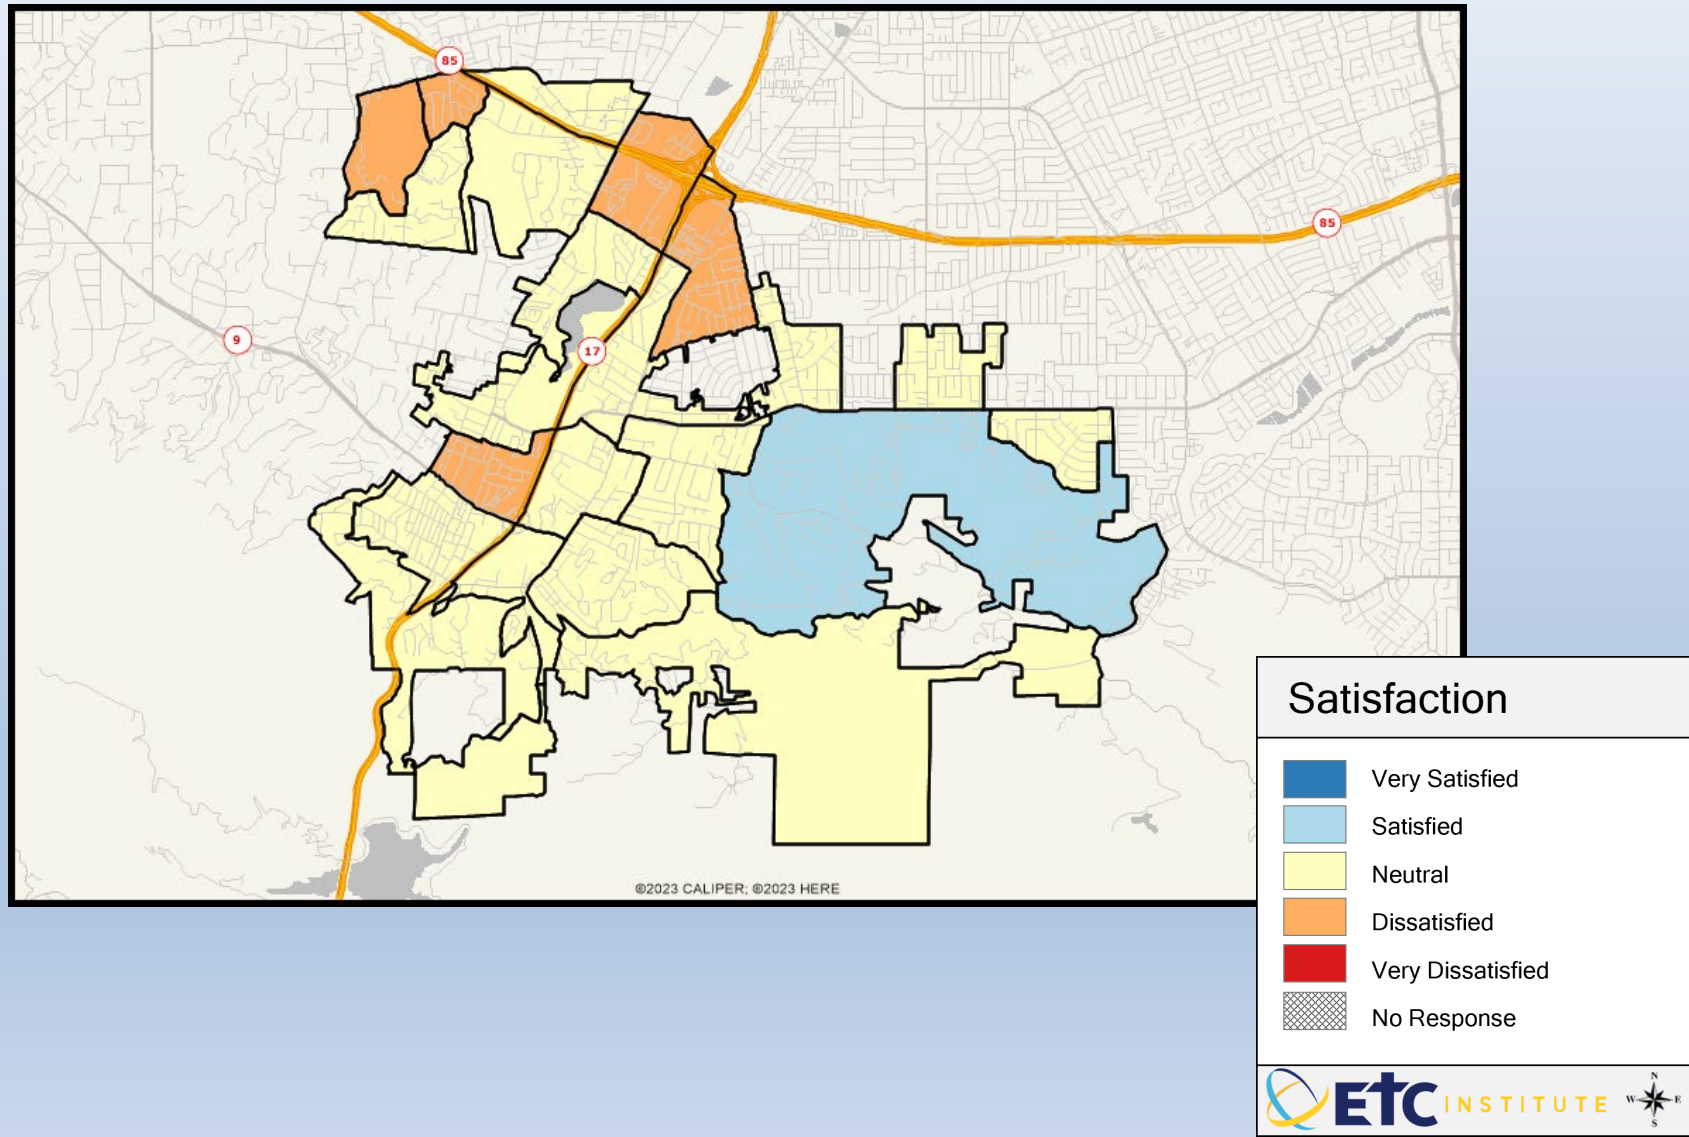 85
85
9
17
©2023 CALIPER; ©2023 HERE
Satisfaction
Very Satisfied
Satisfied
Neutral
Dissatisfied
Very Dissatisfied
No Response
ETC INSTITUTE
N
W E
S